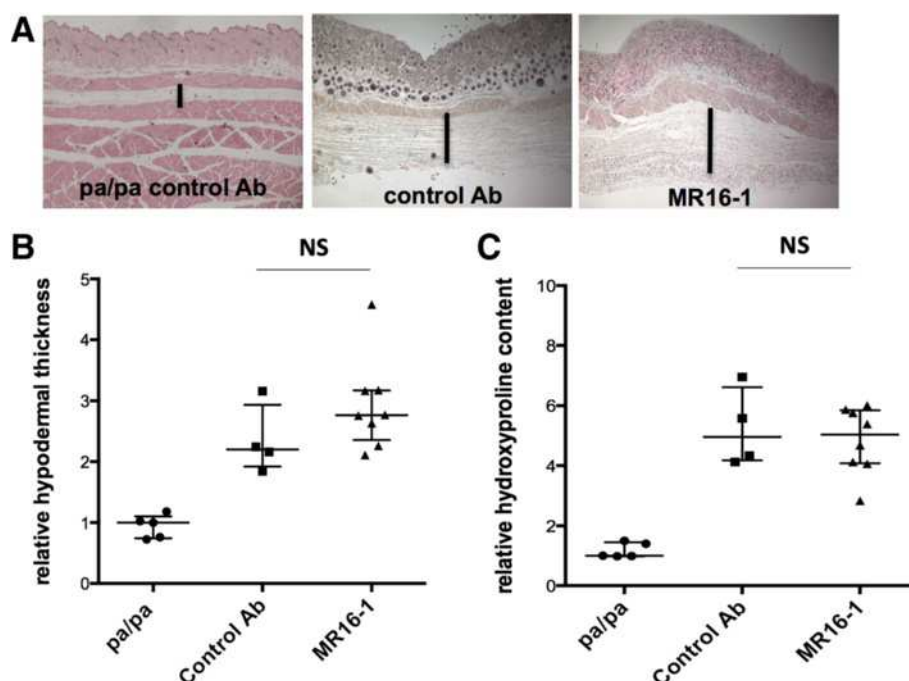 A
pa/pa control Ab
control Ab
MR16-1
B
NS
relative hypodermal thickness
5
4
3
2
1
0
pa/pa
Control Ab
MR16-1
C
NS
relative hydroxyproline content
10
8
6
4
2
0
pa/pa
Control Ab
MR16-1